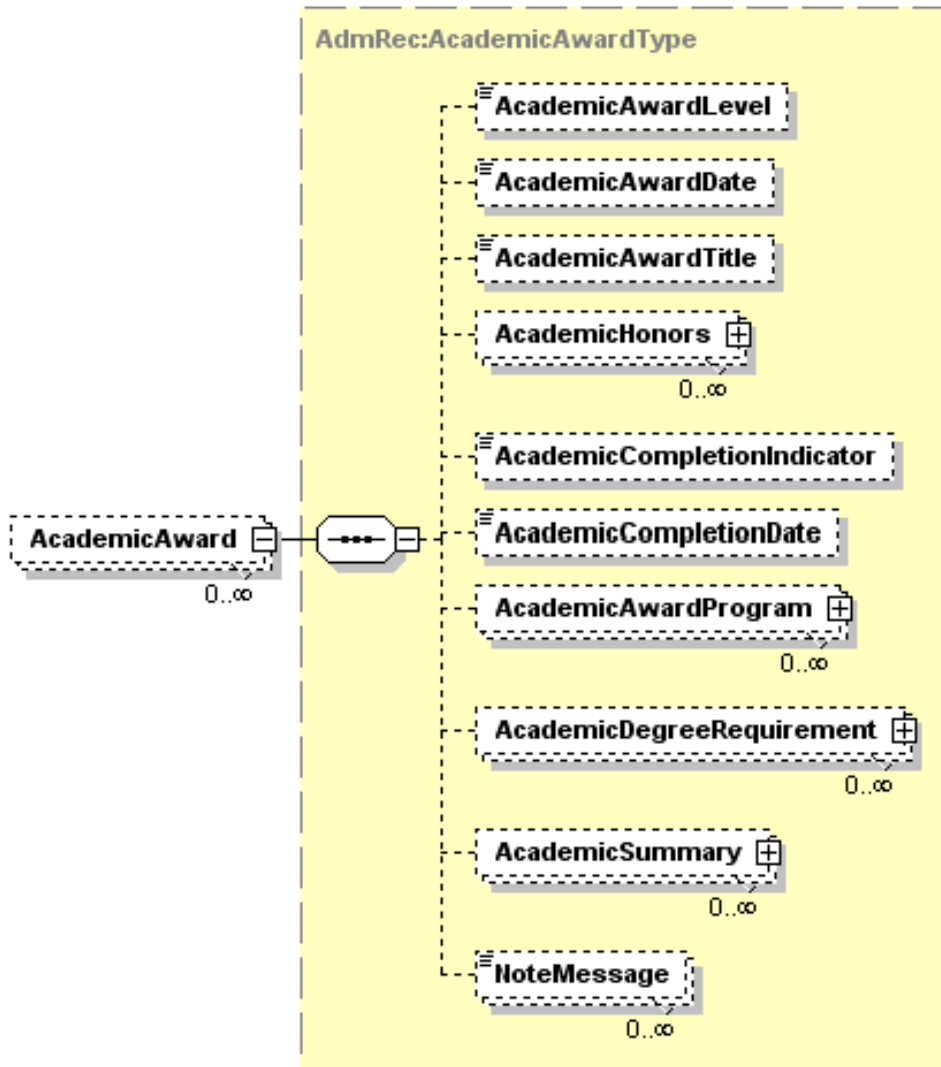 AdmRec:AcademicAwardType
AcademicAwardLevel
AcademicAwardDate
AcademicAwardTitle
AcademicHonors
0..∞
AcademicCompletionIndicator
AcademicAward
0..∞
AcademicCompletionDate
AcademicAwardProgram
0..∞
AcademicDegreeRequirement
0..∞
AcademicSummary
0..∞
NoteMessage
0..∞